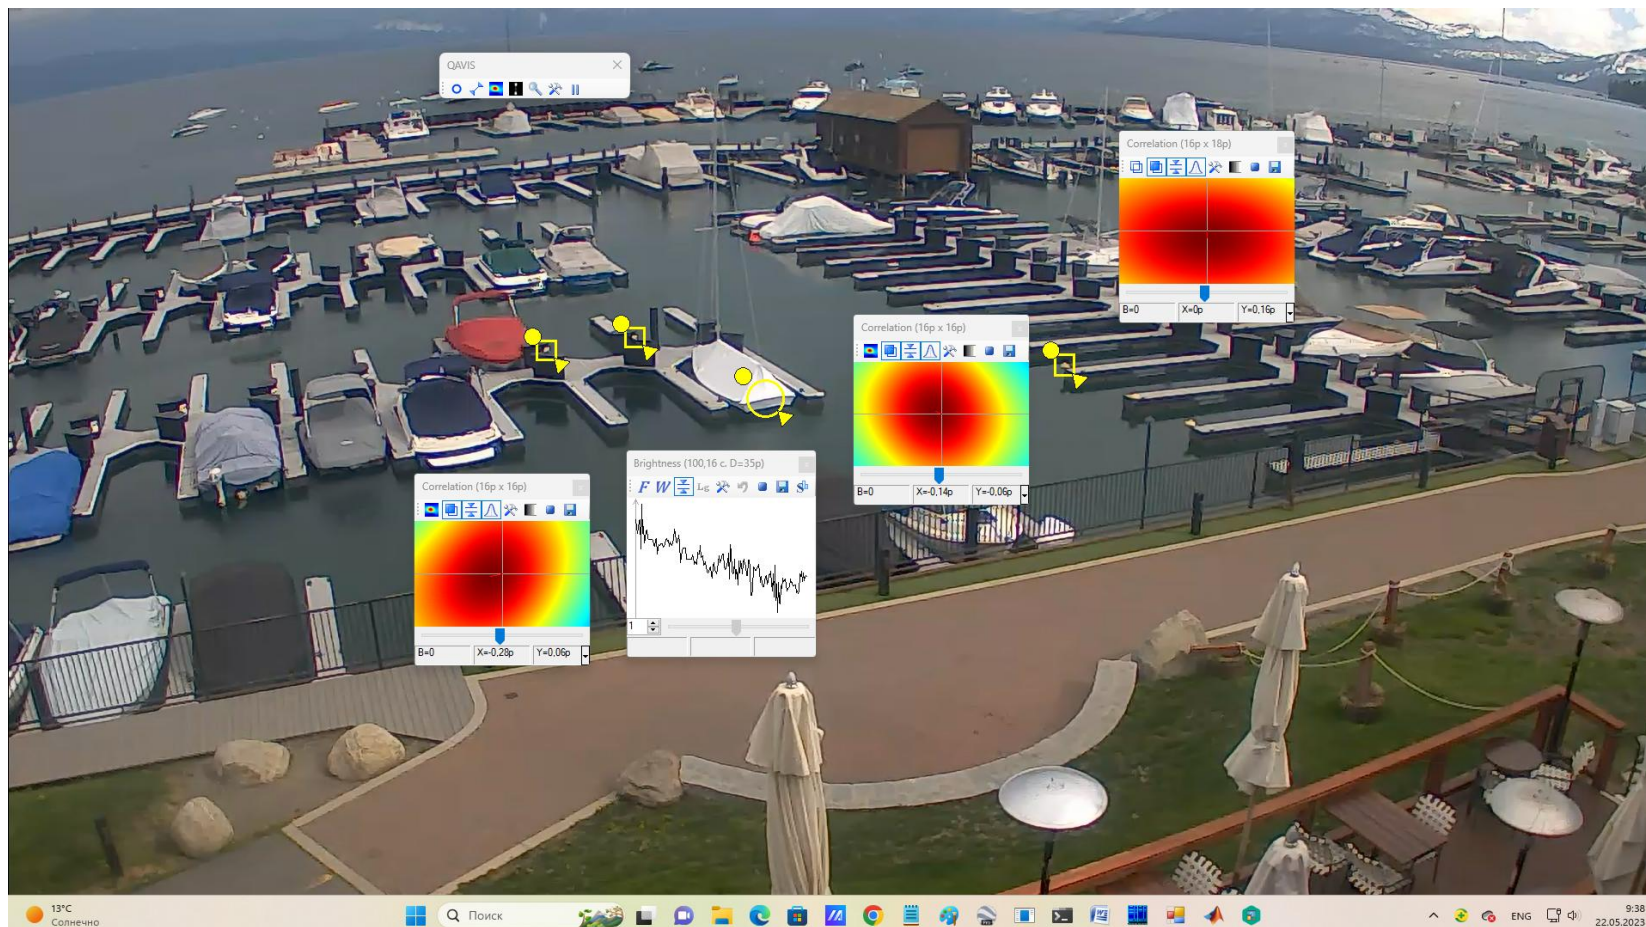 QAVIS
Correlation (16p x 18p)
B=0 X=0p Y=0,16p
Correlation (16p x 16p)
B=0 X=-0,14p Y=-0,06p
Brightness (100,16 c. D=35p)
F W Lg
1
Correlation (16p x 16p)
B=0 X=-0,28p Y=0,06p
13°C
Солнечно
Поиск
ENG
9:38
22.05.2023